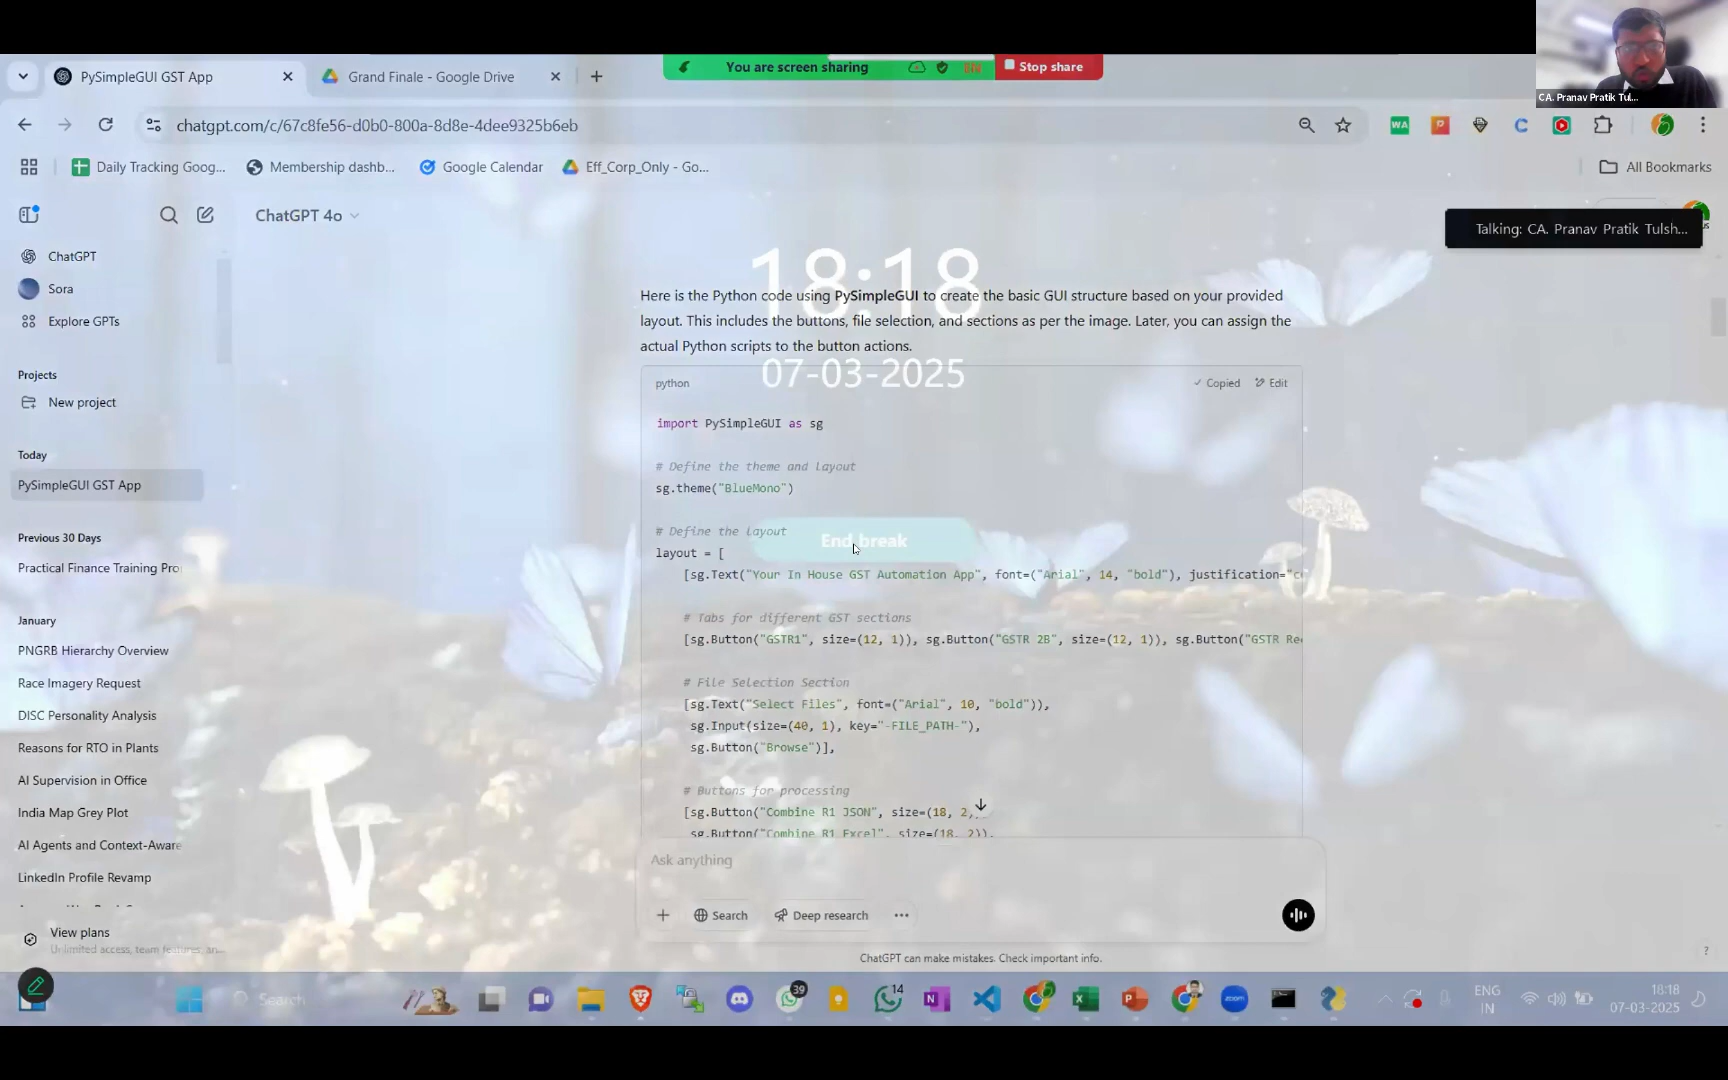 PySimpleGUI GST App
Grand Finale - Google Drive
You are screen sharing
Stop share
CA. Pranav Pratik Tul...
chatgpt.com/c/67c8fe56-d0b0-800a-8d8e-4dee9325b6eb
WA
Daily Tracking Goog...
Membership dashb...
Google Calendar
Eff_Corp_Only - Go...
All Bookmarks
ChatGPT 4o
Talking: CA. Pranav Pratik Tulsh...
ChatGPT
Sora
Explore GPTs
Projects
New project
Today
PySimpleGUI GST App
Previous 30 Days
Practical Finance Training Pro
January
PNGRB Hierarchy Overview
Race Imagery Request
DISC Personality Analysis
Reasons for RTO in Plants
AI Supervision in Office
India Map Grey Plot
AI Agents and Context-Aware
LinkedIn Profile Revamp
View plans
Unlimited access, team features, an...
18:18
07-03-2025
End break
Here is the Python code using PySimpleGUI to create the basic GUI structure based on your provided
layout. This includes the buttons, file selection, and sections as per the image. Later, you can assign the
actual Python scripts to the button actions.
python
Copied
Edit
import PySimpleGUI as sg
# Define the theme and layout
sg.theme("BlueMono")
# Define the layout
layout = [
[sg.Text("Your In House GST Automation App", font=("Arial", 14, "bold"), justification="c
# Tabs for different GST sections
[sg.Button("GSTR1", size=(12, 1)), sg.Button("GSTR 2B", size=(12, 1)), sg.Button("GSTR Re
# File Selection Section
[sg.Text("Select Files", font=("Arial", 10, "bold")),
sg.Input(size=(40, 1), key="-FILE_PATH-"),
sg.Button("Browse")],
# Buttons for processing
[sg.Button("Combine R1 JSON", size=(18, 2)
sg.Button("Combine R1 Excel", size=(18, 2)),
Ask anything
Search
Deep research
ChatGPT can make mistakes. Check important info.
?
Search
39
14
zoom
ENG
IN
18:18
07-03-2025